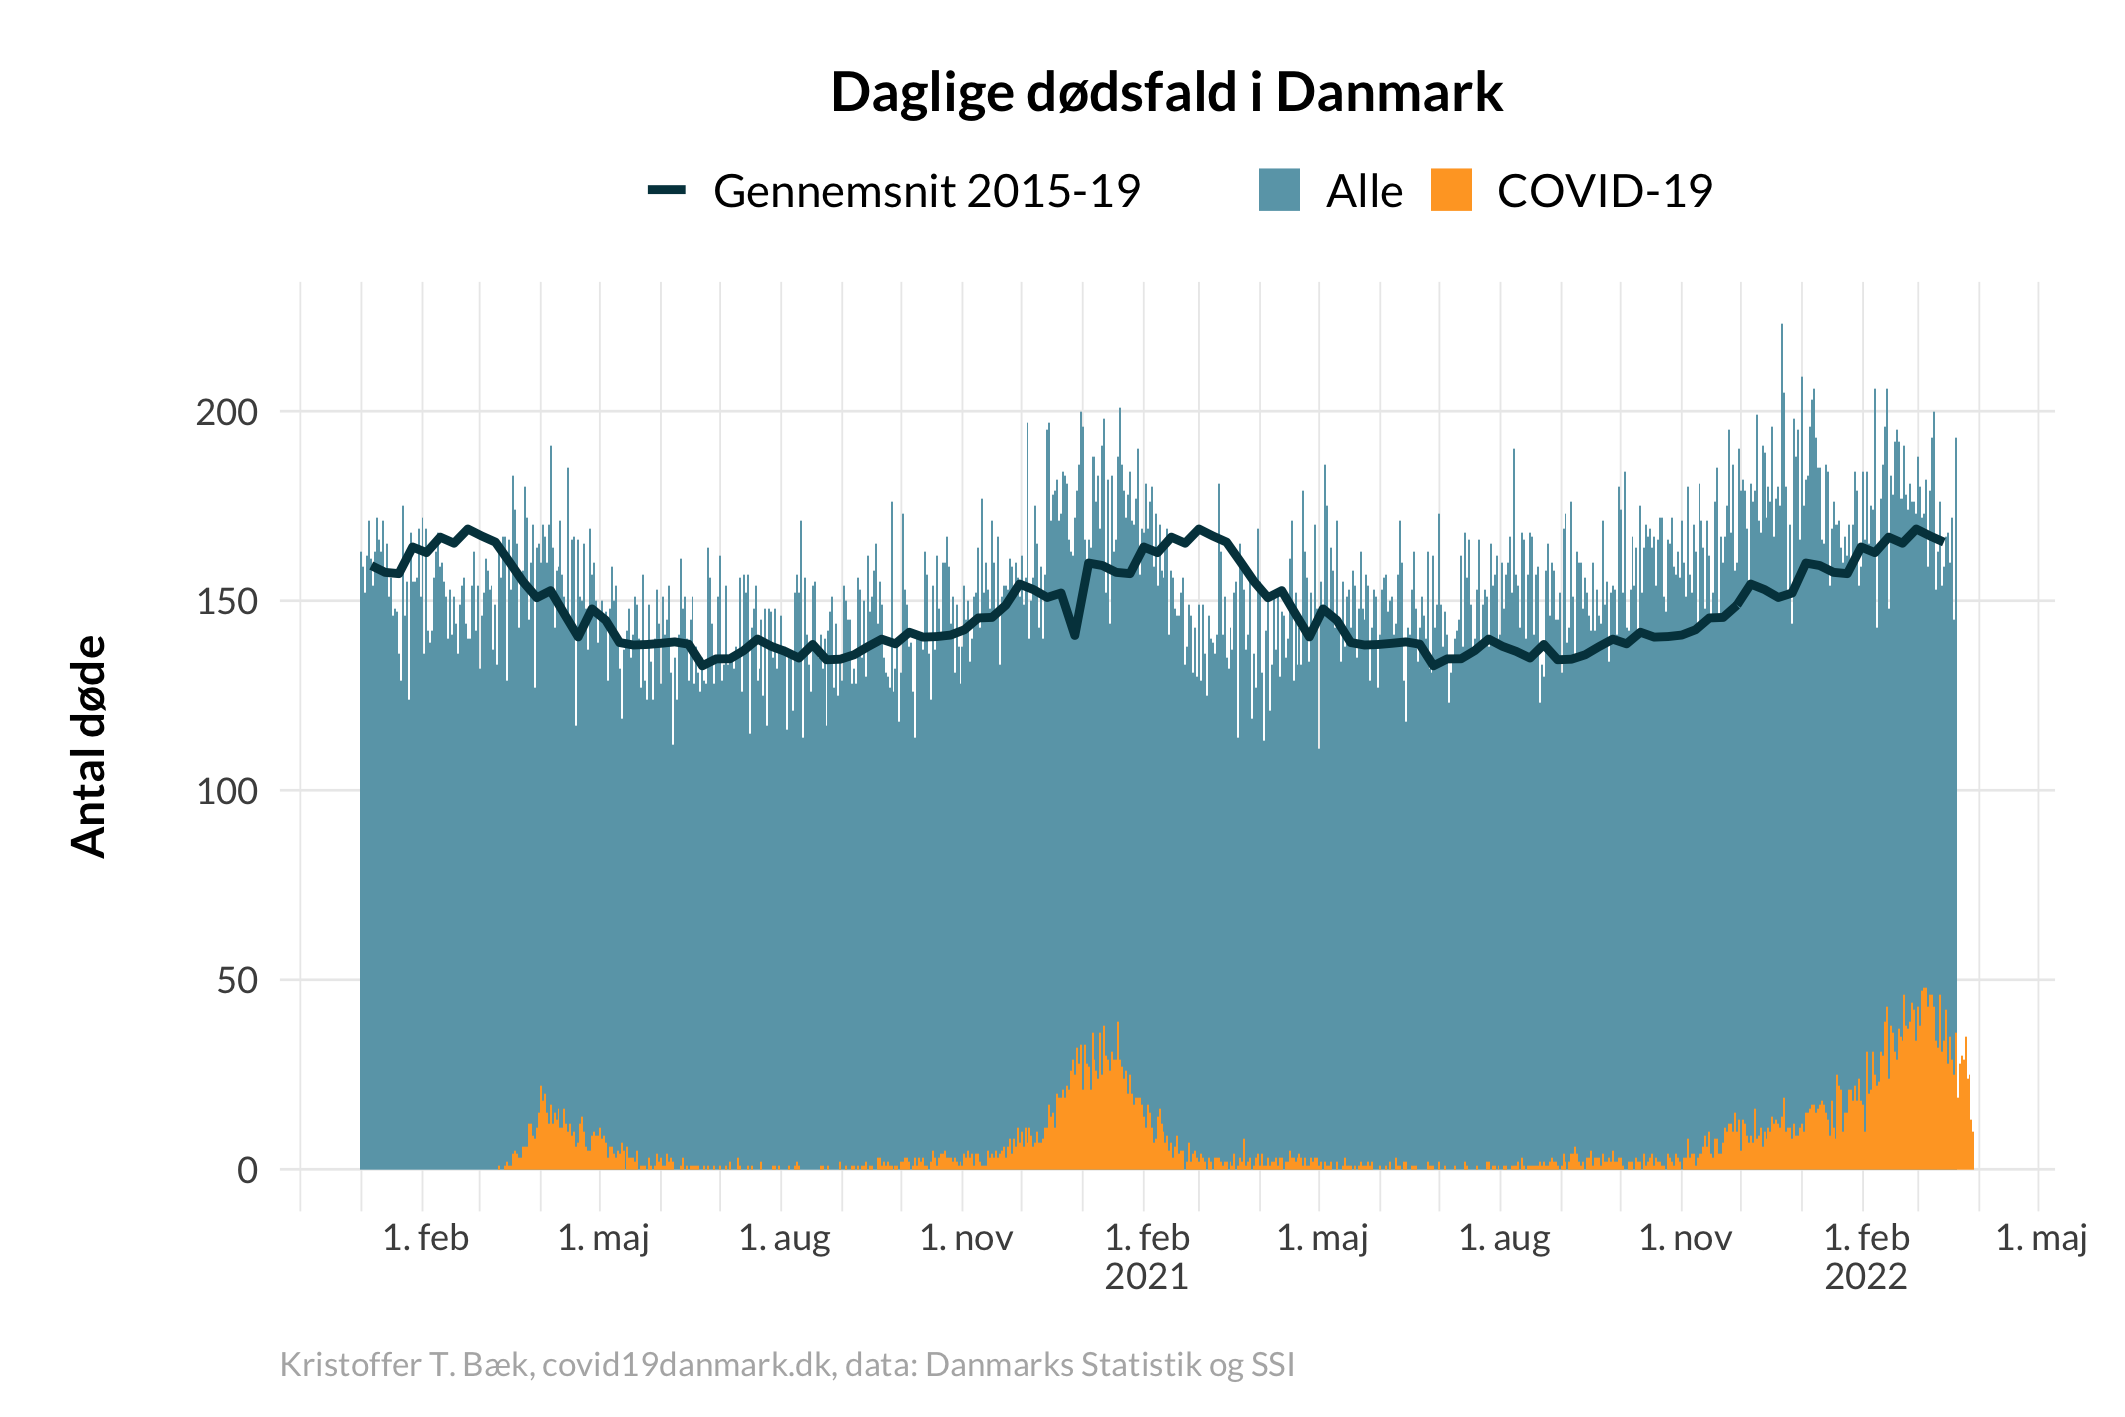 Daglige dødsfald i Danmark
Gennemsnit 2015-19 Alle COVID-19
Antal døde
200
150
100
50
0
1. feb 1. maj 1. aug 1. nov 1. feb 1. maj 1. aug 1. nov 1. feb 1. maj
2021 2022
Kristoffer T. Bæk, covid19danmark.dk, data: Danmarks Statistik og SSI